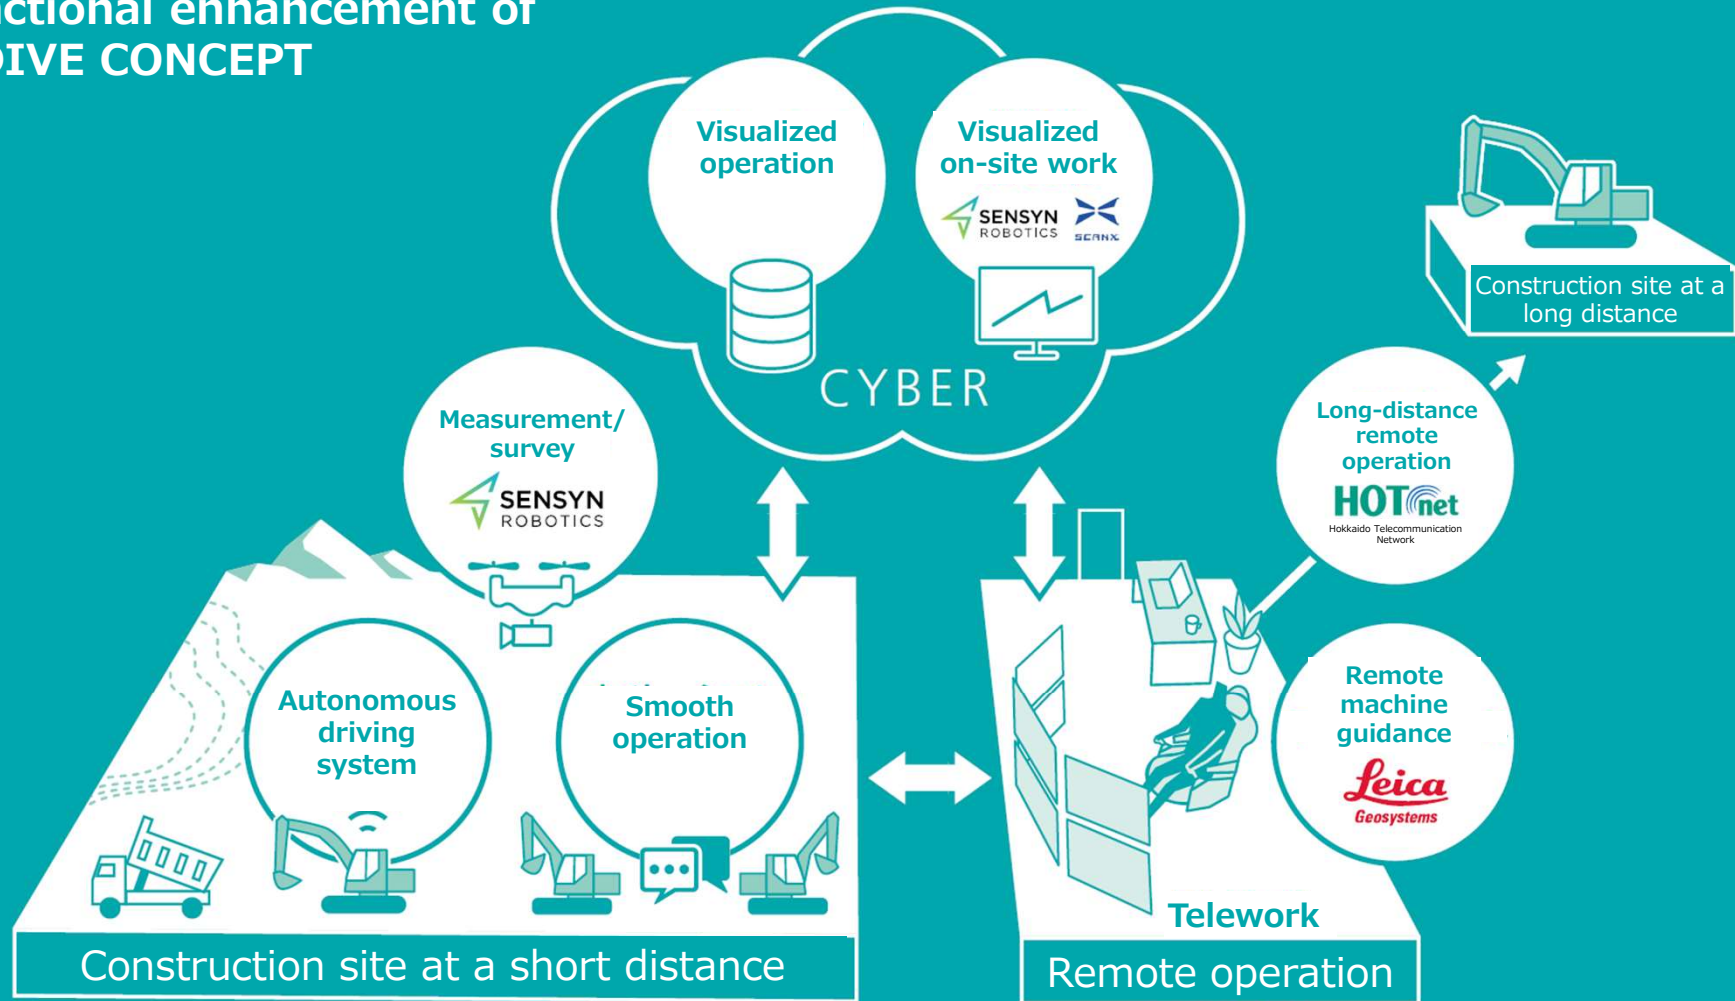 enhancement of
CONCEPT
Visualized
operation
Visualized
on-site work
SENSYN
ROBOTICS
SCANX
CYBER
Construction site at a
long distance
Measurement/
survey
SENSYN
ROBOTICS
Long-distance
remote
operation
HOTnet
Hokkaido Telecommunication
Network
Autonomous
driving
system
Smooth
operation
Remote
machine
guidance
Leica
Geosystems
Telework
Construction site at a short distance
Remote operation